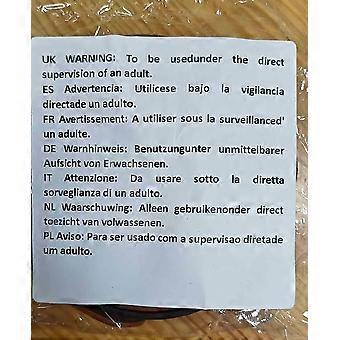 UK WARNING: To be usedunder the direct
supervision of an adult.
ES Advertencia: Utilicese bajo la vigilancia
directade un adulto.
FR Avertissement: A utiliser sous la surveillanced'
un adulte.
DE Warnhinweis: Benutzungunter unmittelbarer
Aufsicht von Erwachsenen.
IT Attenzione: Da usare sotto la diretta
sorveglianza di un adulto.
NL Waarschuwing: Alleen gebruikenonder direct
toezicht van volwassenen.
PL Aviso: Para ser usado com a supervisao diretade
um adulto.